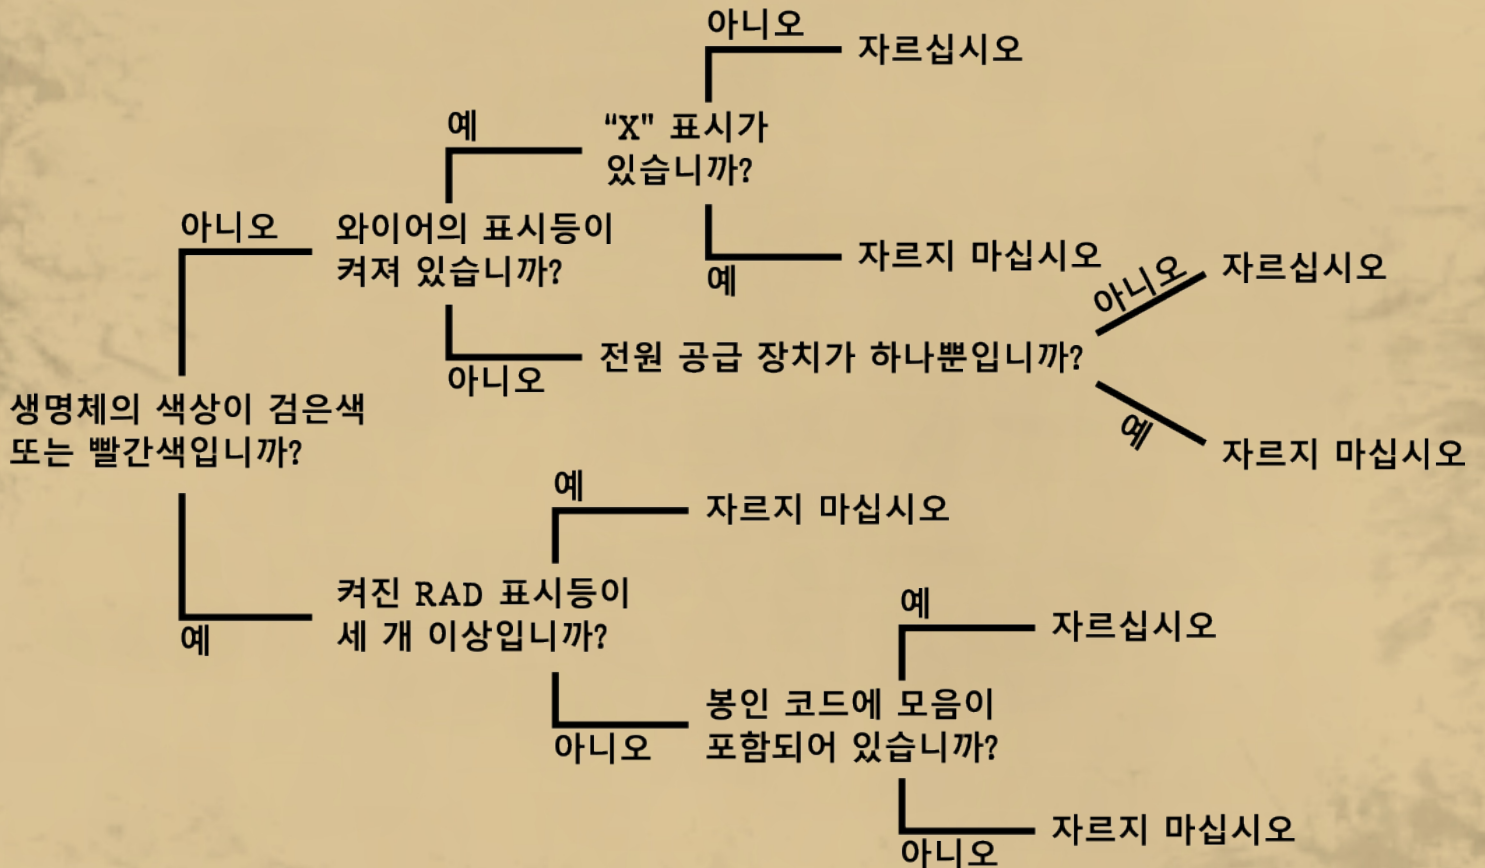 아니오
자르십시오
예
“X" 표시가
있습니까?
아니오
와이어의 표시등이
켜져 있습니까?
예
자르지 마십시오
아니오
자르십시오
아니오
전원 공급 장치가 하나뿐입니까?
예
자르지 마십시오
생명체의 색상이 검은색
또는 빨간색입니까?
예
자르지 마십시오
예
켜진 RAD 표시등이
세 개 이상입니까?
예
자르십시오
아니오
봉인 코드에 모음이
포함되어 있습니까?
아니오
자르지 마십시오